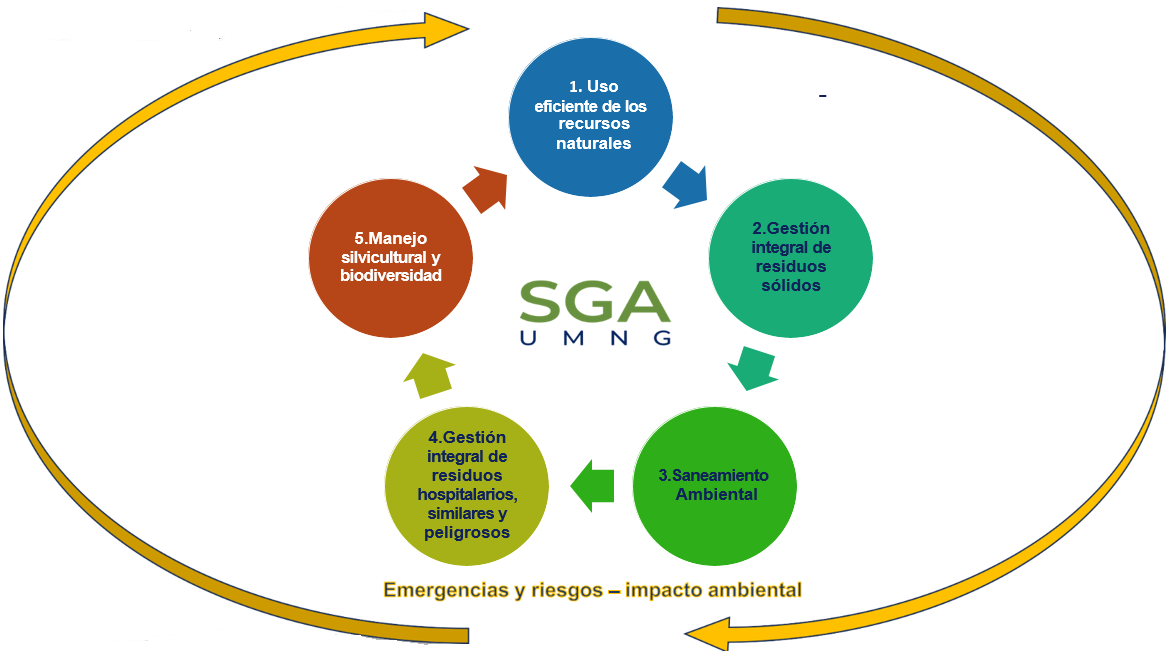 1. Uso
eficiente de los
recursos
naturales
2.Gestión
integral de
residuos
sólidos
3.Saneamiento
Ambiental
4.Gestión
integral de
residuos
hospitalarios,
similares y
peligrosos
5.Manejo
silvicultural y
biodiversidad
SGA
UMNG
Emergencias y riesgos – impacto ambiental